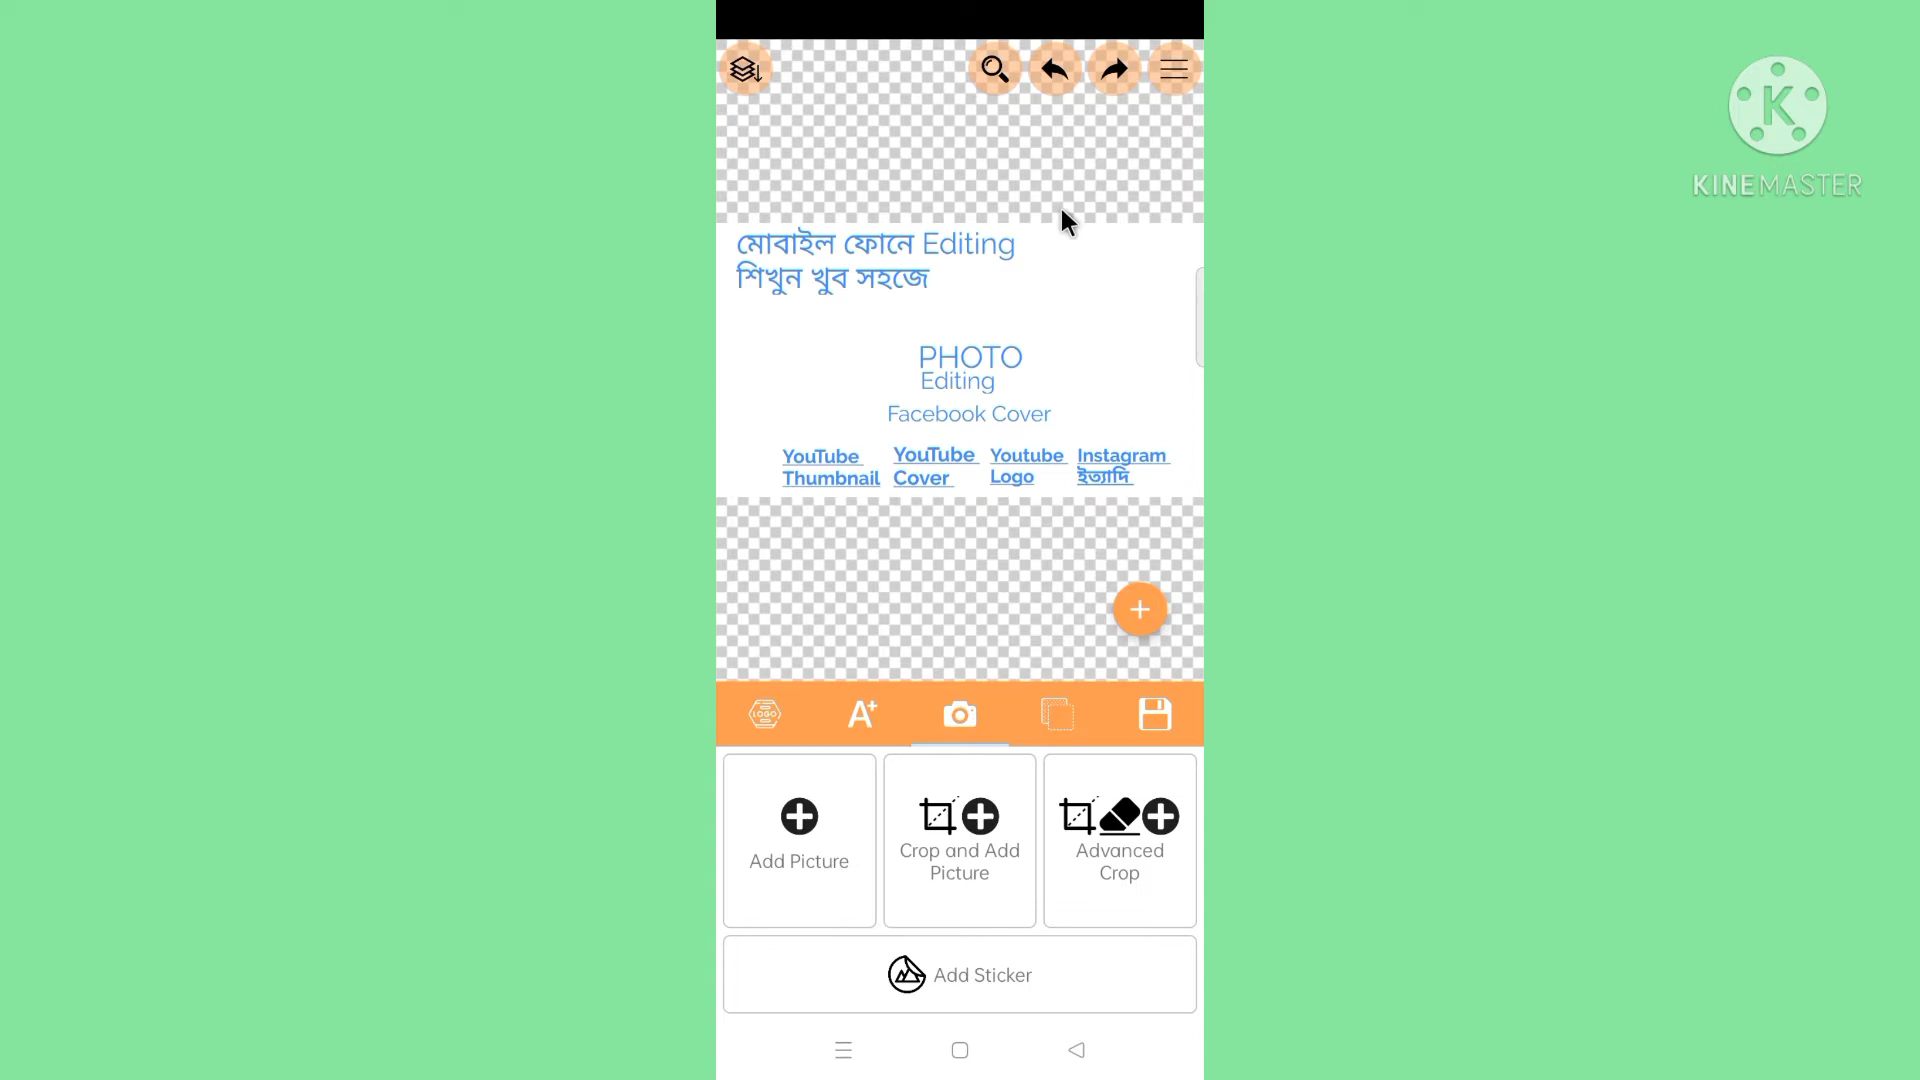 KINEMASTER
মোবাইল ফোনে Editing
শিখুন খুব সহজে
PHOTO
Editing
Facebook Cover
YouTube
Thumbnail
YouTube
Cover
Youtube
Logo
Instagram
ইত্যাদি
LOGO
A+
Add Picture
Crop and Add
Picture
Advanced
Crop
Add Sticker